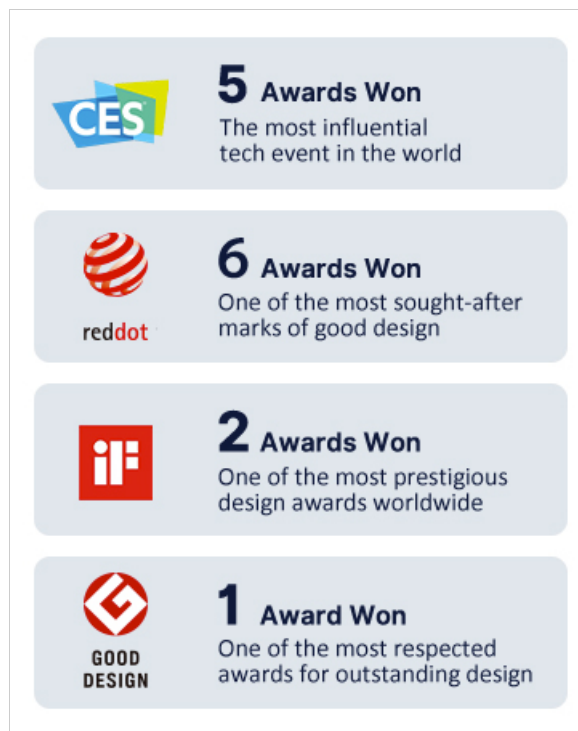 CES
5 Awards Won
The most influential
tech event in the world
reddot
6 Awards Won
One of the most sought-after
marks of good design
iF
2 Awards Won
One of the most prestigious
design awards worldwide
GOOD
DESIGN
1 Award Won
One of the most respected
awards for outstanding design